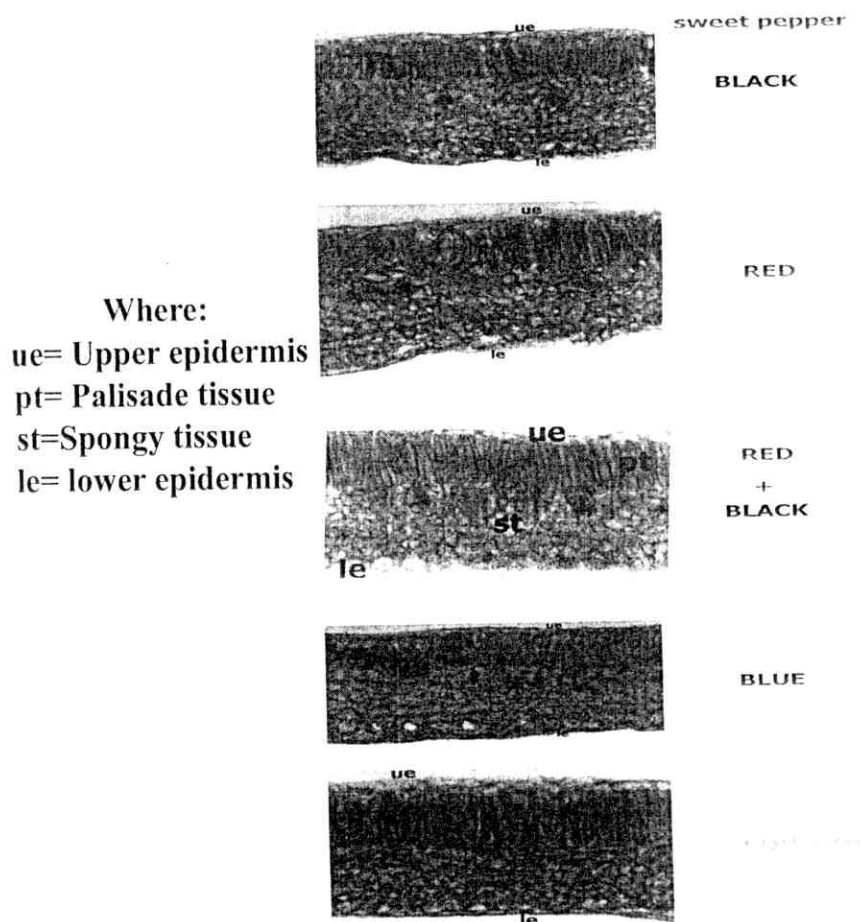 sweet pepper
ue
BLACK
le
ue
RED
le
Where:
ue= Upper epidermis
pt= Palisade tissue
st=Spongy tissue
le= lower epidermis
ue
pt
st
le
RED
+
BLACK
ue
BLUE
le
ue
le